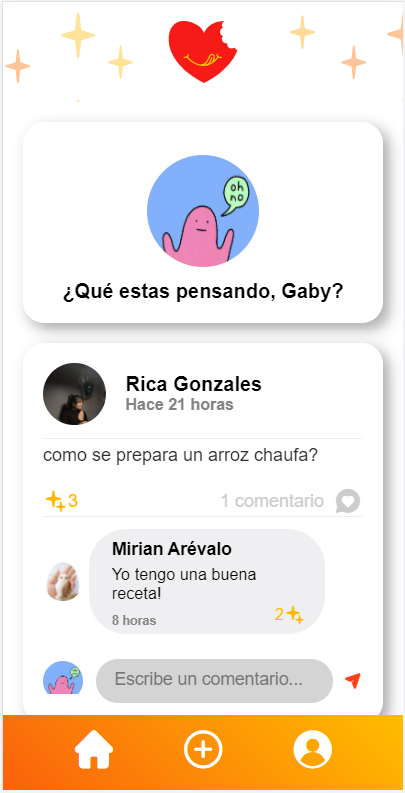 oh
no
¿Qué estas pensando, Gaby?
Rica Gonzales
Hace 21 horas
como se prepara un arroz chaufa?
3
1 comentario
Mirian Arévalo
Yo tengo una buena
receta!
8 horas
2
Escribe un comentario...